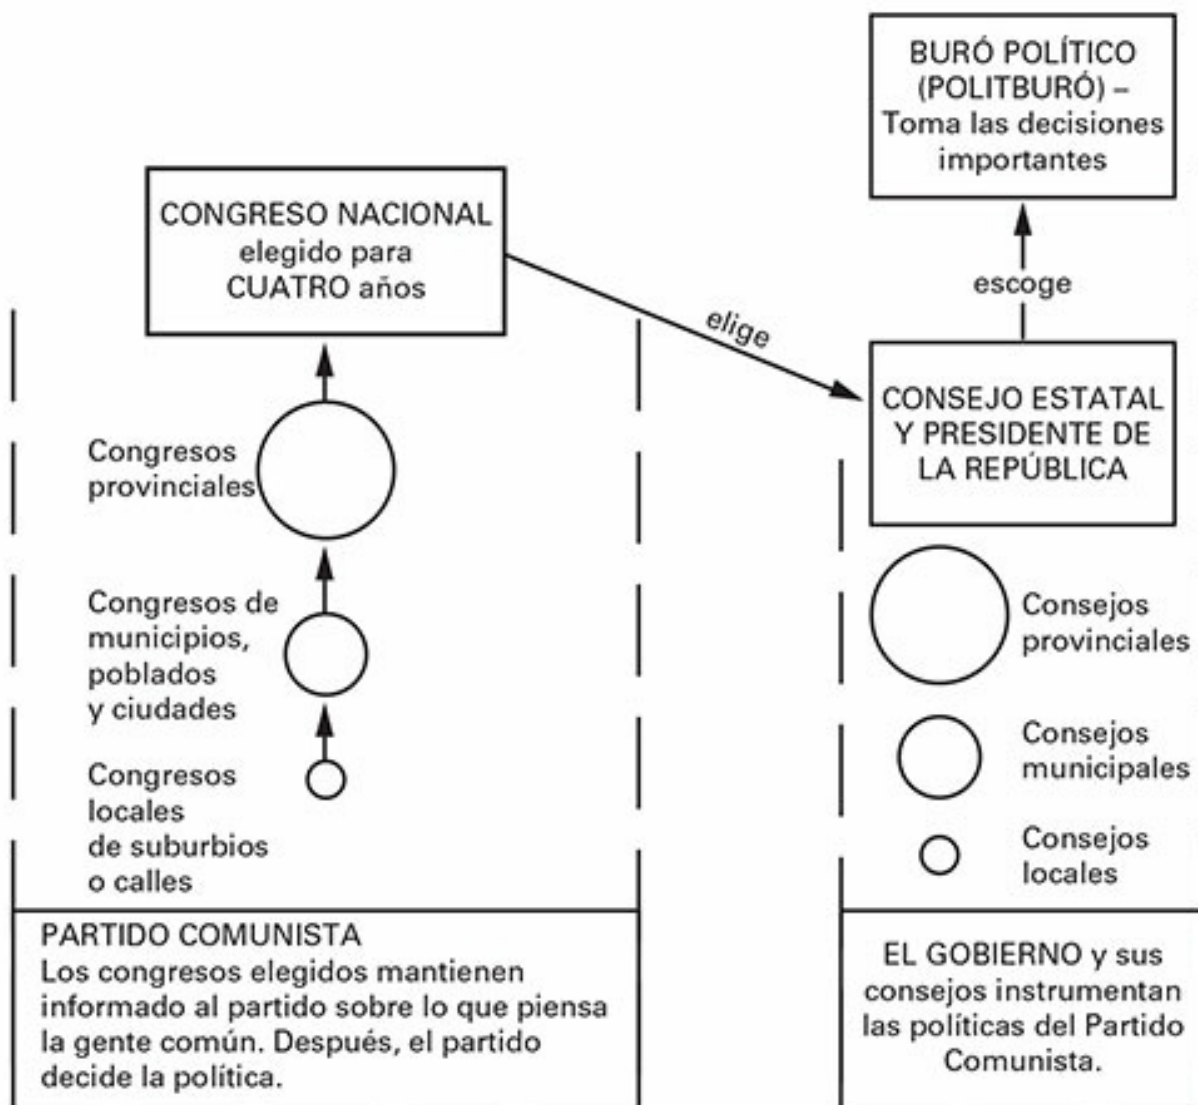 BURÓ POLÍTICO
(POLITBURÓ) –
Toma las decisiones
importantes
CONGRESO NACIONAL
elegido para
CUATRO años
elige
escoge
CONSEJO ESTATAL
Y PRESIDENTE DE
LA REPÚBLICA
Congresos
provinciales
Congresos de
municipios,
poblados
y ciudades
Congresos
locales
de suburbios
o calles
Consejos
provinciales
Consejos
municipales
Consejos
locales
PARTIDO COMUNISTA
Los congresos elegidos mantienen
informado al partido sobre lo que piensa
la gente común. Después, el partido
decide la política.
EL GOBIERNO y sus
consejos instrumentan
las políticas del Partido
Comunista.